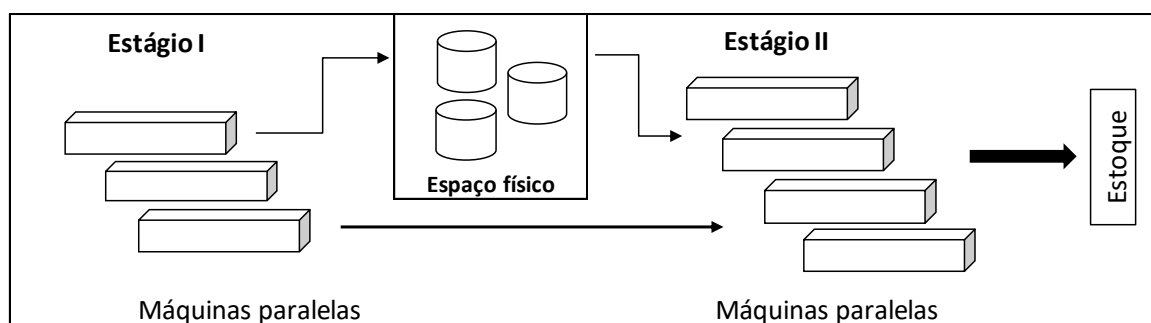 Estágio I
Estágio II
Espaço físico
Estoque
Máquinas paralelas
Máquinas paralelas